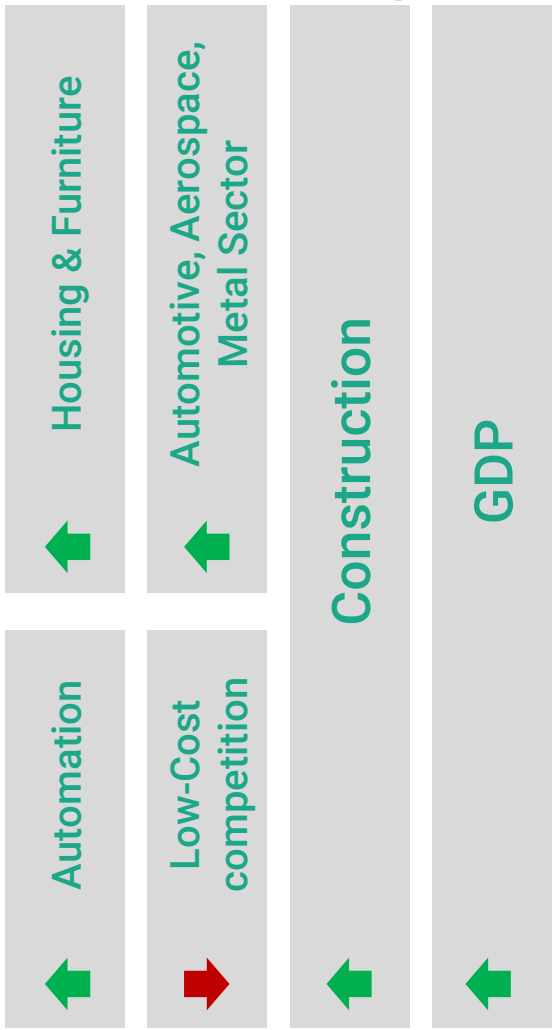 Housing & Furniture
Automotive, Aerospace,
Metal Sector
Construction
GDP
Automation
Low-Cost
competition